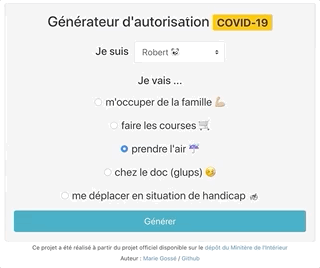 Générateur d'autorisation COVID-19
Je suis Robert 🐼
Je vais ...
m'occuper de la famille 💪🏼
faire les courses 🛒
prendre l'air ☔
chez le doc (glups) 🤒
me déplacer en situation de handicap 🦽
Générer
Ce projet a été réalisé à partir du projet officiel disponible sur le dépôt du Ministère de l'Intérieur
Auteur : Marie Gossé / Github